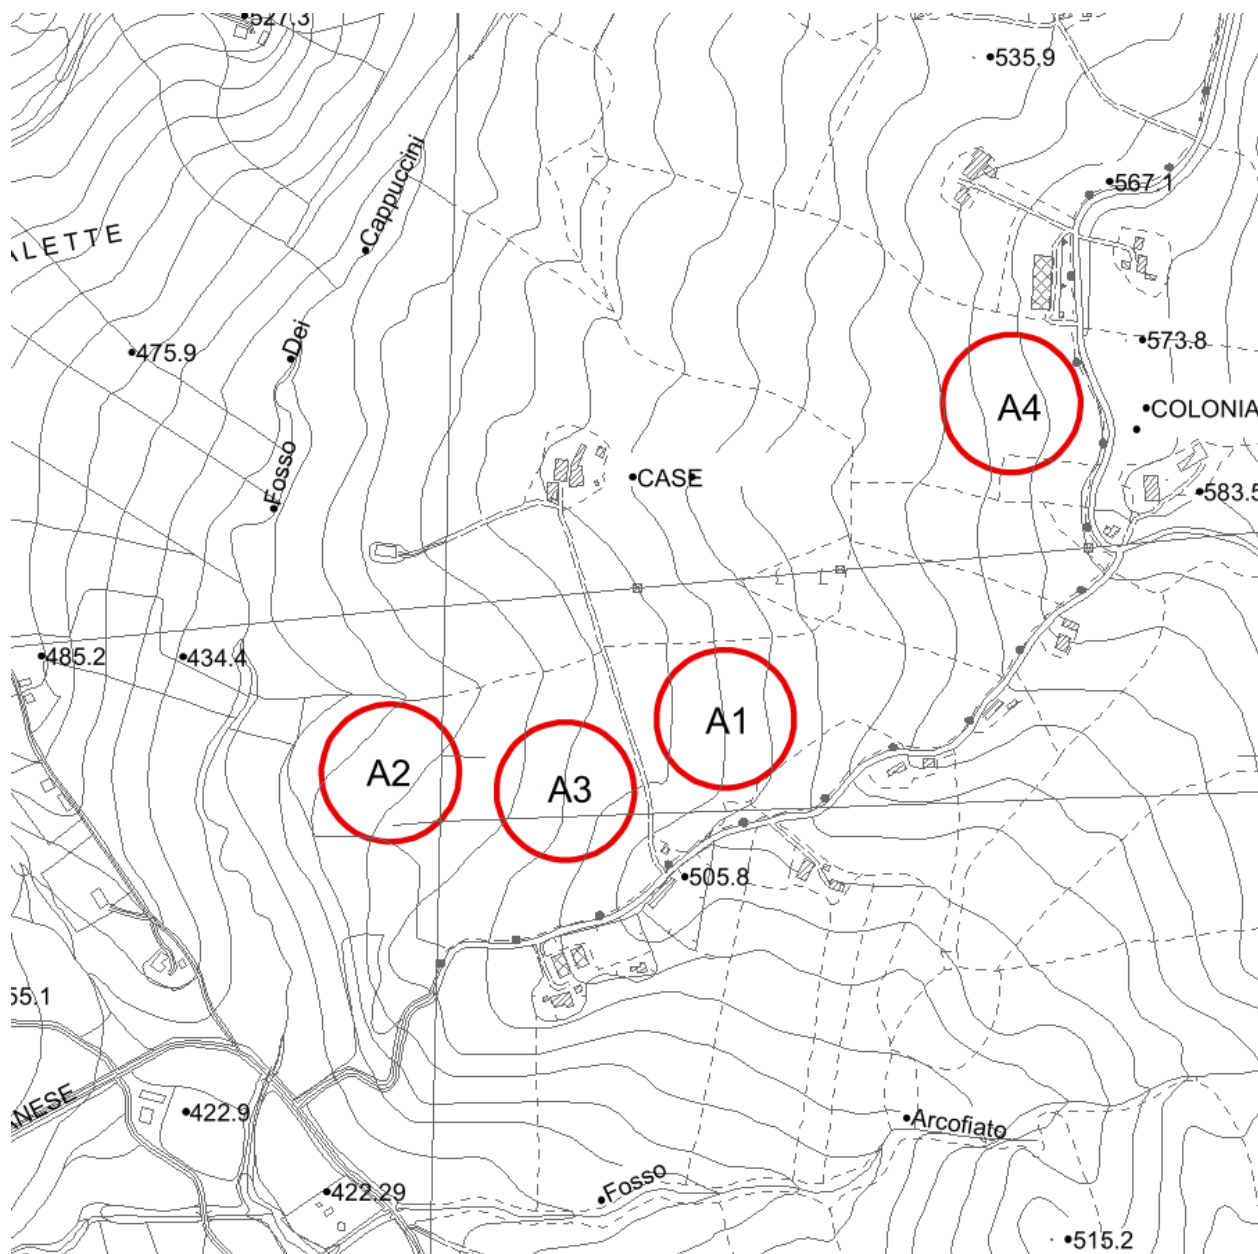 527.3
535.9
Cappuccini
567.1
ALETTE
Dei
475.9
573.8
A4
COLONIA
Fosso
CASE
583.5
485.2
434.4
A1
A2
A3
505.8
55.1
ANESE
422.9
Arcofiato
Fosso
422.29
515.2